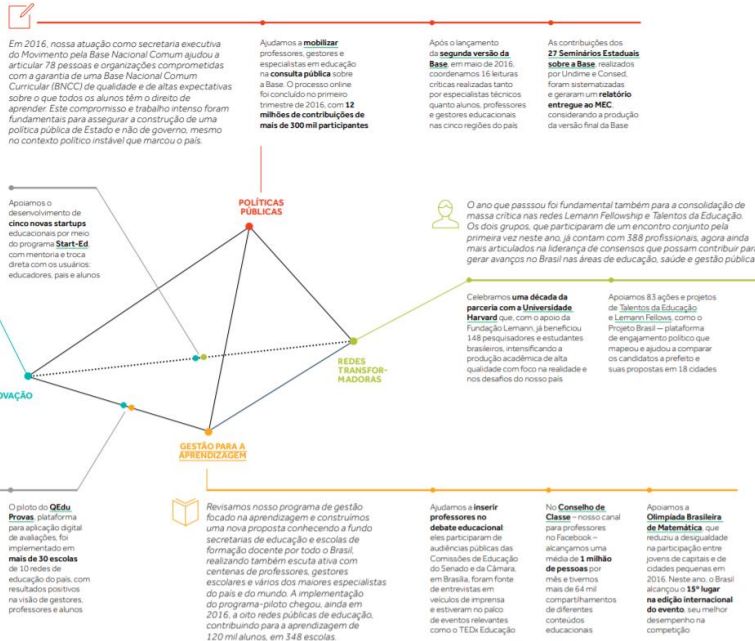 Em 2016, nossa atuação como secretaria executiva
do Movimento pela Base Nacional Comum ajudou a
articular 78 pessoas e organizações comprometidas
com a garantia de uma Base Nacional Comum
Curricular (BNCC) de qualidade e de altas expectativas
sobre o que todos os alunos têm o direito de
aprender. Este compromisso e trabalho intenso foram
fundamentais para assegurar a construção de uma
política pública de Estado e não de governo, mesmo
no contexto político instável que marcou o país.
Ajudamos a mobilizar
professores, gestores e
especialistas em educação
na consulta pública sobre
a Base. O processo online
foi concluído no primeiro
trimestre de 2016, com 12
milhões de contribuições de
mais de 300 mil participantes
Após o lançamento
da segunda versão da
Base, em maio de 2016,
coordenamos 16 leituras
críticas realizadas tanto
por especialistas técnicos
quanto alunos, professores
e gestores educacionais
nas cinco regiões do país
As contribuições dos
27 Seminários Estaduais
sobre a Base, realizados
por Undime e Consed,
foram sistematizadas
e geraram um relatório
entregue ao MEC,
considerando a produção
da versão final da Base
Apoiamos o
desenvolvimento de
cinco novas startups
educacionais por meio
do programa Start-Ed,
com mentoria e troca
direta com os usuários:
educadores, pais e alunos
POLÍTICAS
PÚBLICAS
O ano que passsou foi fundamental também para a consolidação de
massa crítica nas redes Lemann Fellowship e Talentos da Educação.
Os dois grupos, que participaram de um encontro conjunto pela
primeira vez neste ano, já contam com 388 profissionais, agora ainda
mais articulados na liderança de consensos que possam contribuir para
gerar avanços no Brasil nas áreas de educação, saúde e gestão pública
Celebramos uma década da
parceria com a Universidade
Harvard que, com o apoio da
Fundação Lemann, já beneficiou
148 pesquisadores e estudantes
brasileiros, intensificando a
produção acadêmica de alta
qualidade com foco na realidade e
nos desafios do nosso país
Apoiamos 83 ações e projetos
de Talentos da Educação
e Lemann Fellows, como o
Projeto Brasil — plataforma
de engajamento político que
mapeou e ajudou a comparar
os candidatos a prefeito e
suas propostas em 18 cidades
REDES
TRANSFOR-
MADORAS
OVAÇÃO
GESTÃO PARA A
APRENDIZAGEM
O piloto do QEdu
Provas, plataforma
para aplicação digital
de avaliações, foi
implementado em
mais de 30 escolas
de 10 redes de
educação do país, com
resultados positivos
na visão de gestores,
professores e alunos
Revisamos nosso programa de gestão
focado na aprendizagem e construímos
uma nova proposta conhecendo a fundo
secretarias de educação e escolas de
formação docente por todo o Brasil,
realizando também escuta ativa com
centenas de professores, gestores
escolares e vários dos maiores especialistas
do país e do mundo. A implementação
do programa-piloto chegou, ainda em
2016, a oito redes públicas de educação,
contribuindo para a aprendizagem de
120 mil alunos, em 348 escolas.
Ajudamos a inserir
professores no
debate educacional:
eles participaram de
audiências públicas das
Comissões de Educação
do Senado e da Câmara,
em Brasília, foram fonte
de entrevistas em
veículos de imprensa
e estiveram no palco
de eventos relevantes
como o TEDx Educação
No Conselho de
Classe – nosso canal
para professores
no Facebook –
alcançamos uma
média de 1 milhão
de pessoas por
mês e tivemos
mais de 64 mil
compartilhamentos
de diferentes
conteúdos
educacionais
Apoiamos a
Olimpíada Brasileira
de Matemática, que
reduziu a desigualdade
na participação entre
jovens de capitais e de
cidades pequenas em
2016. Neste ano, o Brasil
alcançou o 15º lugar
na edição internacional
do evento, seu melhor
desempenho na
competição